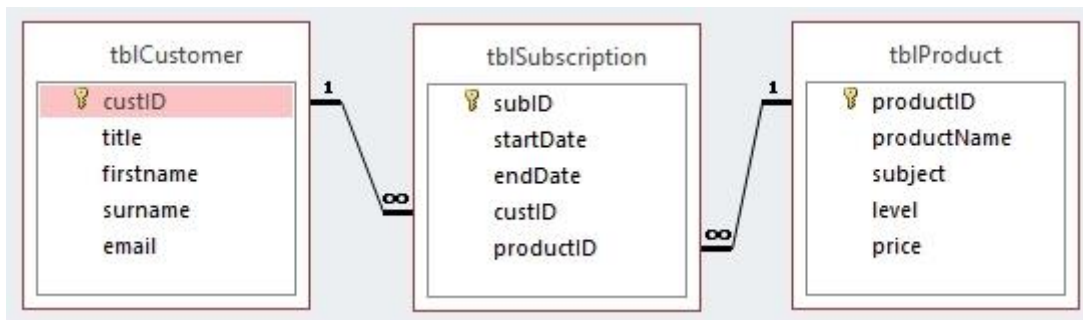 tblCustomer
custID
title
firstname
surname
email
1
∞
tblSubscription
subID
startDate
endDate
custID
productID
1
∞
tblProduct
productID
productName
subject
level
price